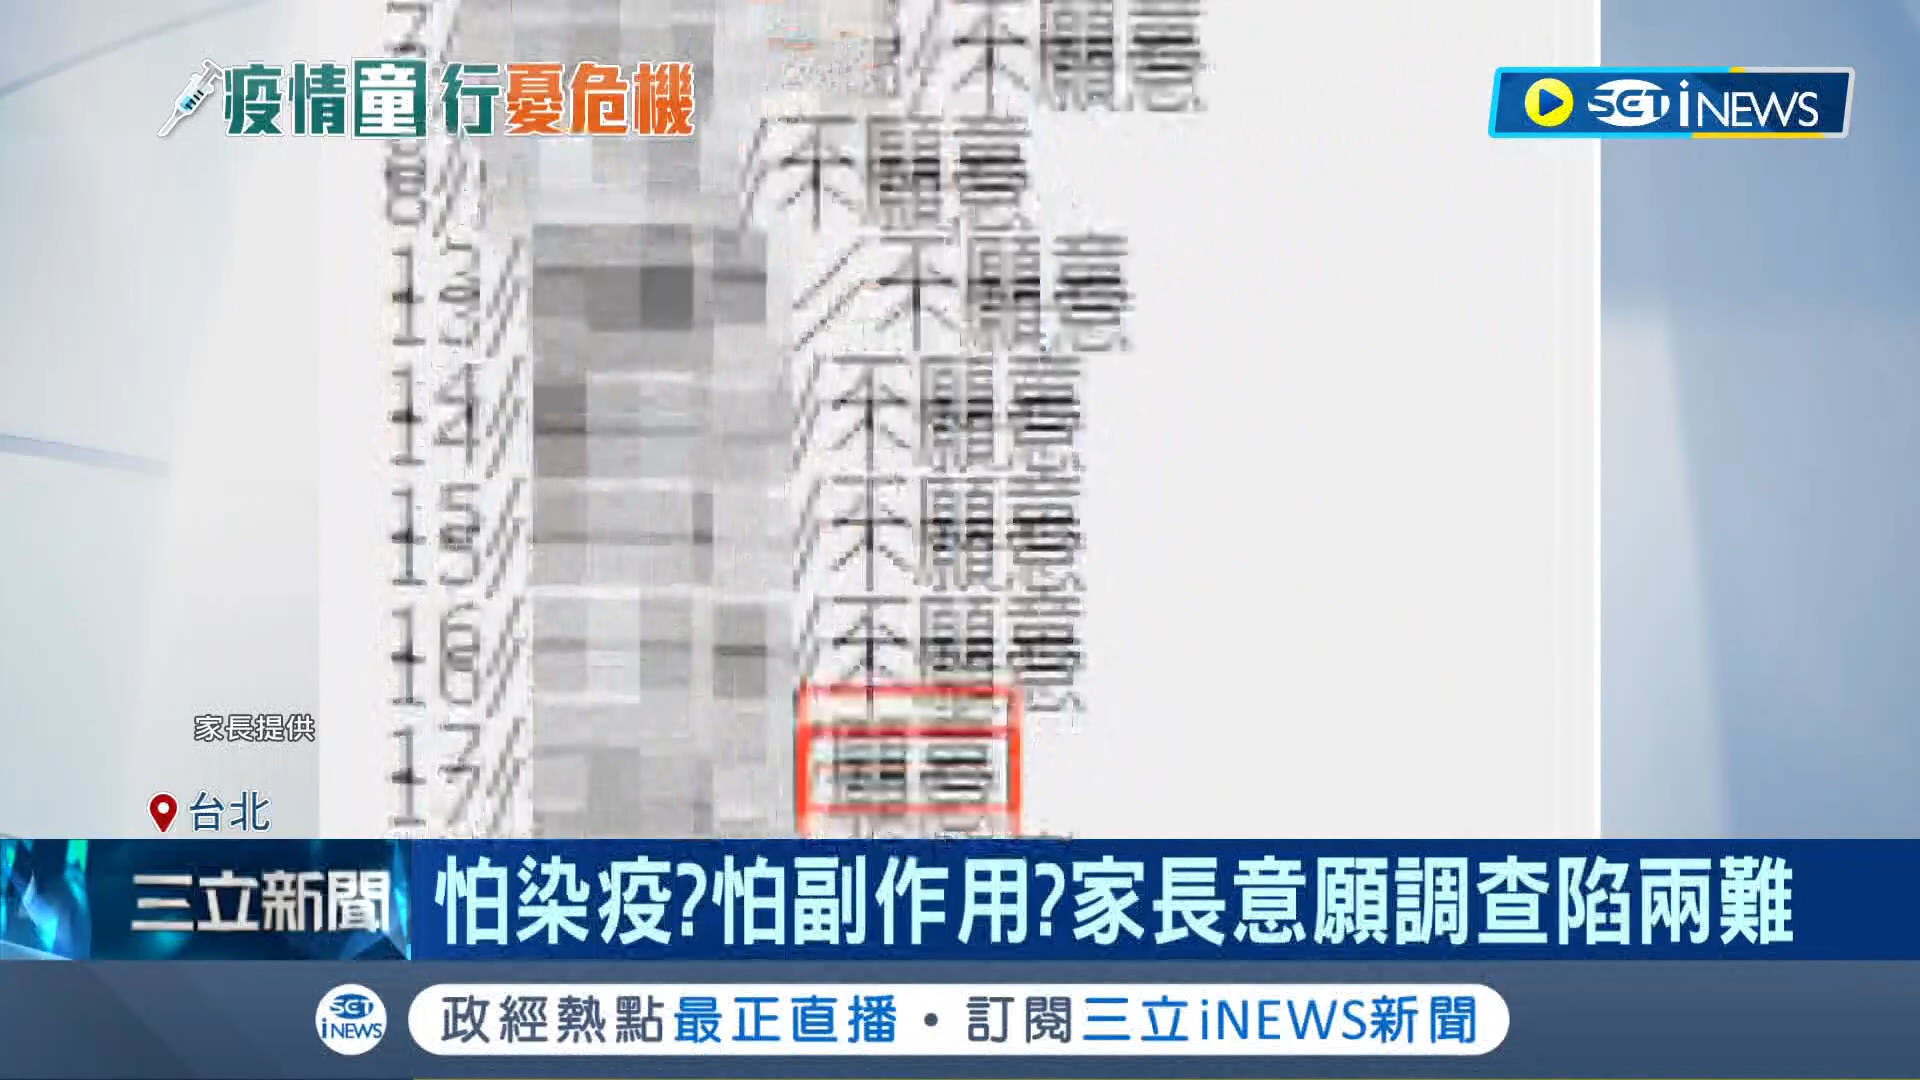 疫情童行憂危機
SET iNEWS
不願意
不願意
13/ /不願意
14/ /不願意
15/ /不願意
16/ /不願意
17/ 願意
家長提供
台北
三立新聞
怕染疫?怕副作用?家長意願調查陷兩難
SET iNEWS
政經熱點最正直播・訂閱三立iNEWS新聞